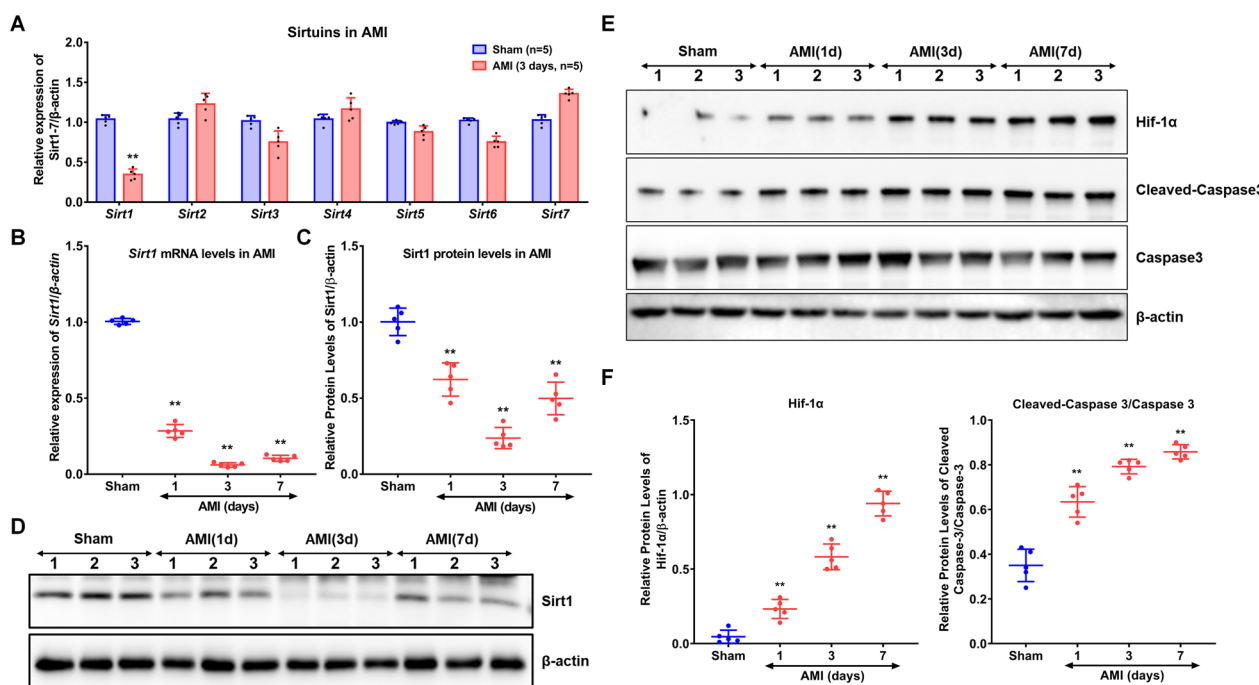 A
Sirtuins in AMI
Sham (n=5)
AMI (3 days, n=5)
Relative expression of
Sirt1-7/β-actin
1.5
2.0
1.5
1.0
0.5
0.0
**
Sirt1 Sirt2 Sirt3 Sirt4 Sirt5 Sirt6 Sirt7
B
Sirt1 mRNA levels in AMI
Relative expression of Sirt1/β-actin
1.5
1.0
0.5
0.0
** ** **
Sham 1 3 7
AMI (days)
C
Sirt1 protein levels in AMI
Relative Protein Levels of Sirt1/β-actin
1.5
1.0
0.5
0.0
** ** **
Sham 1 3 7
AMI (days)
D
Sham AMI(1d) AMI(3d) AMI(7d)
1 2 3 1 2 3 1 2 3 1 2 3
Sirt1
β-actin
E
Sham AMI(1d) AMI(3d) AMI(7d)
1 2 3 1 2 3 1 2 3 1 2 3
Hif-1α
Cleaved-Caspase3
Caspase3
β-actin
F
Hif-1α
Relative Protein Levels of
Hif-1α/β-actin
1.5
1.0
0.5
0.0
** ** **
Sham 1 3 7
AMI (days)
Cleaved-Caspase 3/Caspase 3
Relative Protein Levels of Cleaved
Caspase-3/Caspase-3
1.0
0.8
0.6
0.4
0.2
0.0
** ** **
Sham 1 3 7
AMI (days)